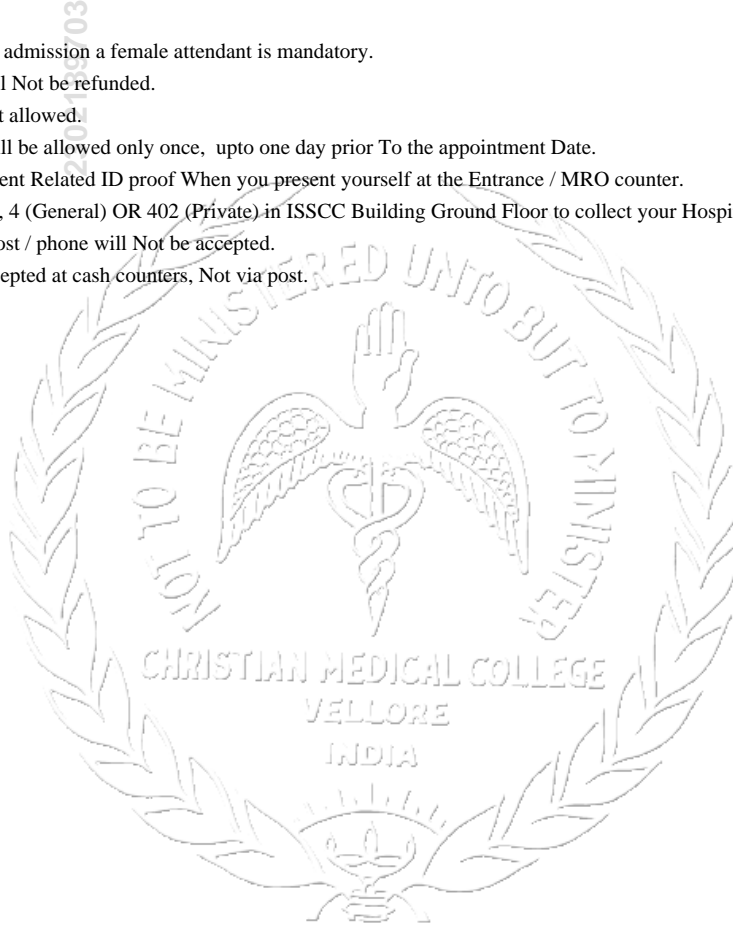 admission a female attendant is mandatory.
l Not be refunded.
t allowed.
ll be allowed only once, upto one day prior To the appointment Date.
ent Related ID proof When you present yourself at the Entrance / MRO counter.
, 4 (General) OR 402 (Private) in ISSCC Building Ground Floor to collect your Hospi
ost / phone will Not be accepted.
epted at cash counters, Not via post.
NOT TO BE MINISTERED UNTO BUT TO MINISTER
CHRISTIAN MEDICAL COLLEGE
VELLORE
INDIA